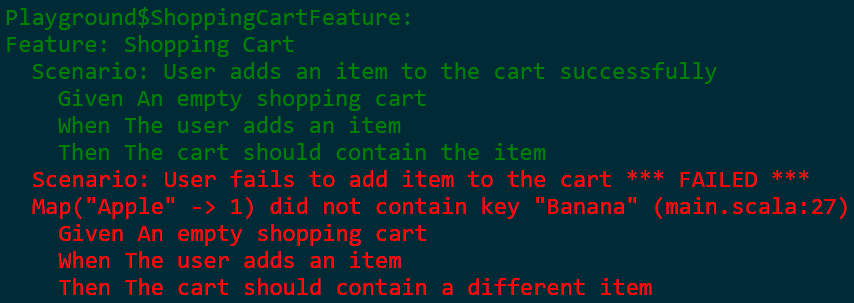 Playground$ShoppingCartFeature:
Feature: Shopping Cart
Scenario: User adds an item to the cart successfully
Given An empty shopping cart
When The user adds an item
Then The cart should contain the item
Scenario: User fails to add item to the cart *** FAILED ***
Map("Apple" -> 1) did not contain key "Banana" (main.scala:27)
Given An empty shopping cart
When The user adds an item
Then The cart should contain a different item